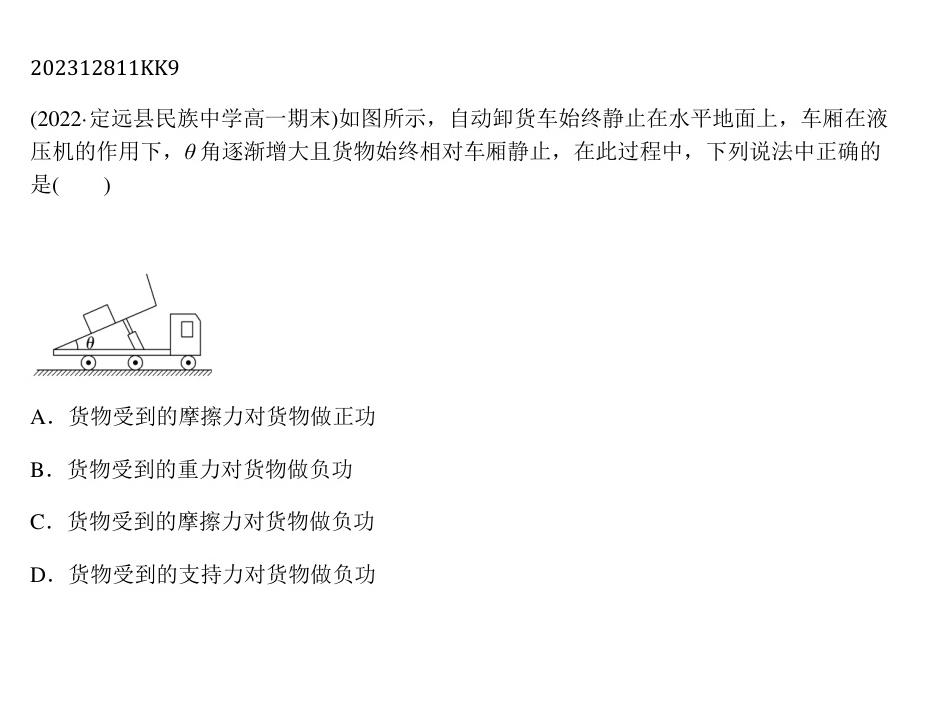 202312811KK9
(2022·定远县民族中学高一期末)如图所示，自动卸货车始终静止在水平地面上，车厢在液
压机的作用下，θ 角逐渐增大且货物始终相对车厢静止，在此过程中，下列说法中正确的
是(　　)
θ
A．货物受到的摩擦力对货物做正功
B．货物受到的重力对货物做负功
C．货物受到的摩擦力对货物做负功
D．货物受到的支持力对货物做负功